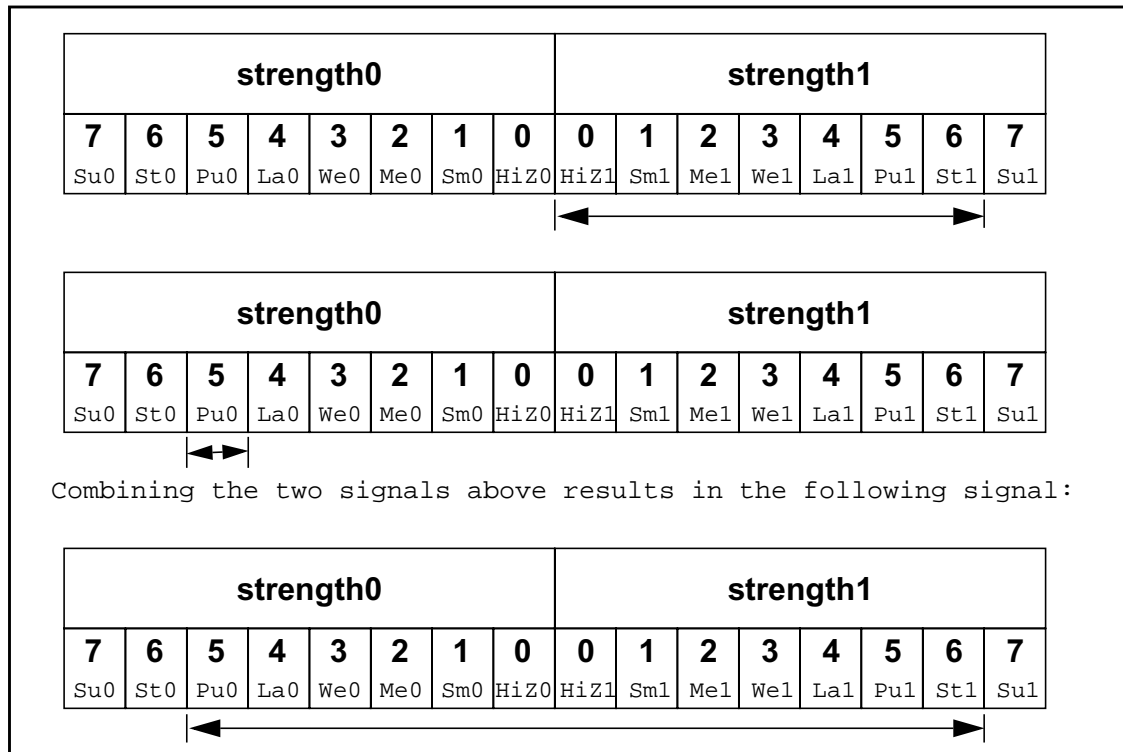 strength0 strength1
7 6 5 4 3 2 1 0 0 1 2 3 4 5 6 7
Su0 St0 Pu0 La0 We0 Me0 Sm0 HiZ0 HiZ1 Sm1 Me1 We1 La1 Pu1 St1 Su1
strength0 strength1
7 6 5 4 3 2 1 0 0 1 2 3 4 5 6 7
Su0 St0 Pu0 La0 We0 Me0 Sm0 HiZ0 HiZ1 Sm1 Me1 We1 La1 Pu1 St1 Su1
Combining the two signals above results in the following signal:
strength0 strength1
7 6 5 4 3 2 1 0 0 1 2 3 4 5 6 7
Su0 St0 Pu0 La0 We0 Me0 Sm0 HiZ0 HiZ1 Sm1 Me1 We1 La1 Pu1 St1 Su1